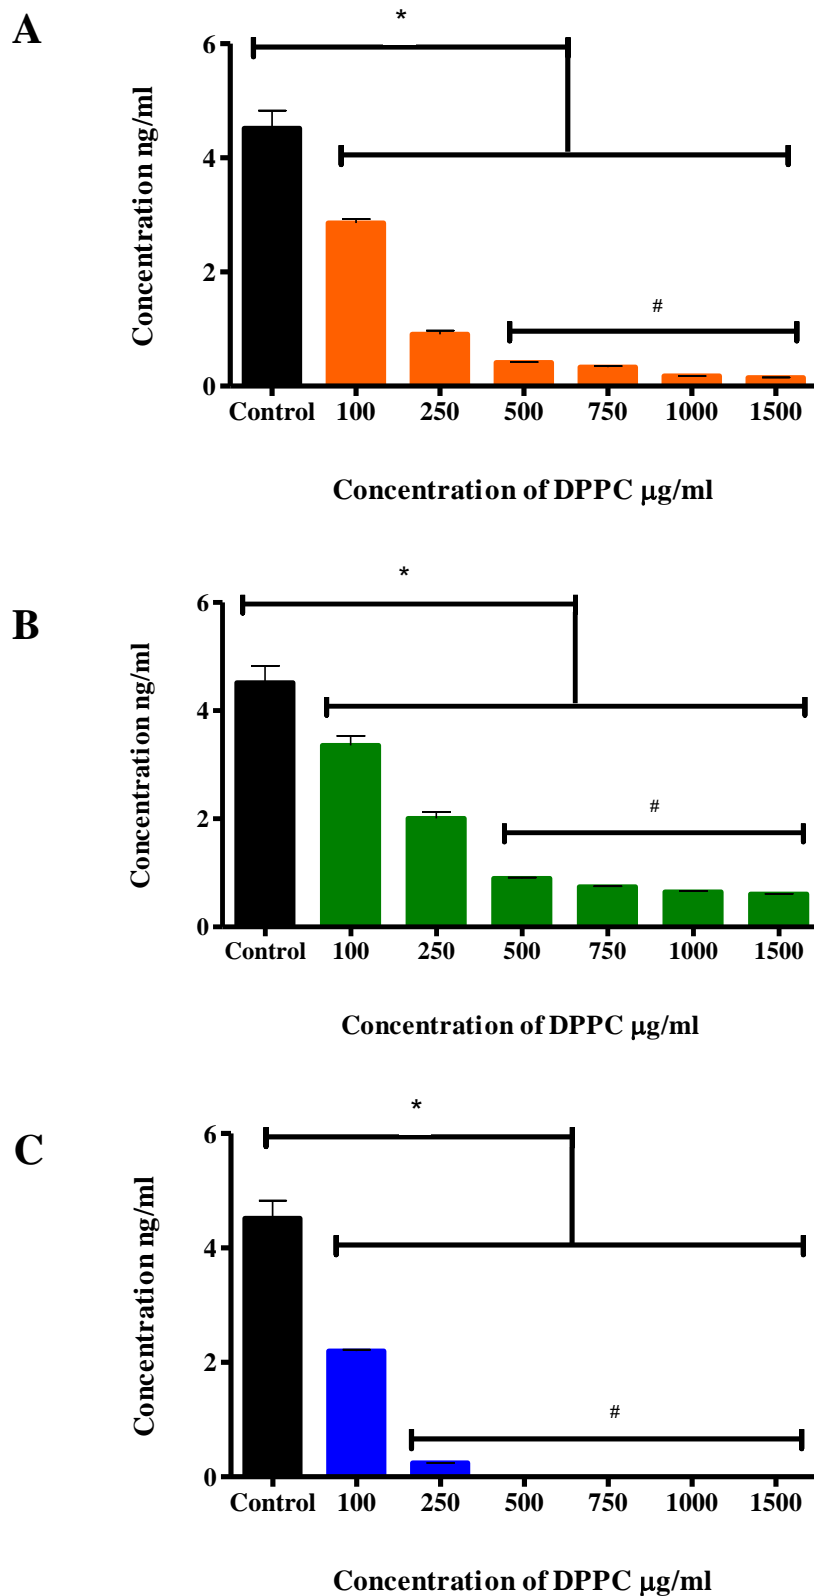 A
*
6
4
2
0
Concentration ng/ml
#
Control 100 250 500 750 1000 1500
Concentration of DPPC μg/ml
B
*
6
4
2
0
Concentration ng/ml
#
Control 100 250 500 750 1000 1500
Concentration of DPPC μg/ml
C
*
6
4
2
0
Concentration ng/ml
#
Control 100 250 500 750 1000 1500
Concentration of DPPC μg/ml